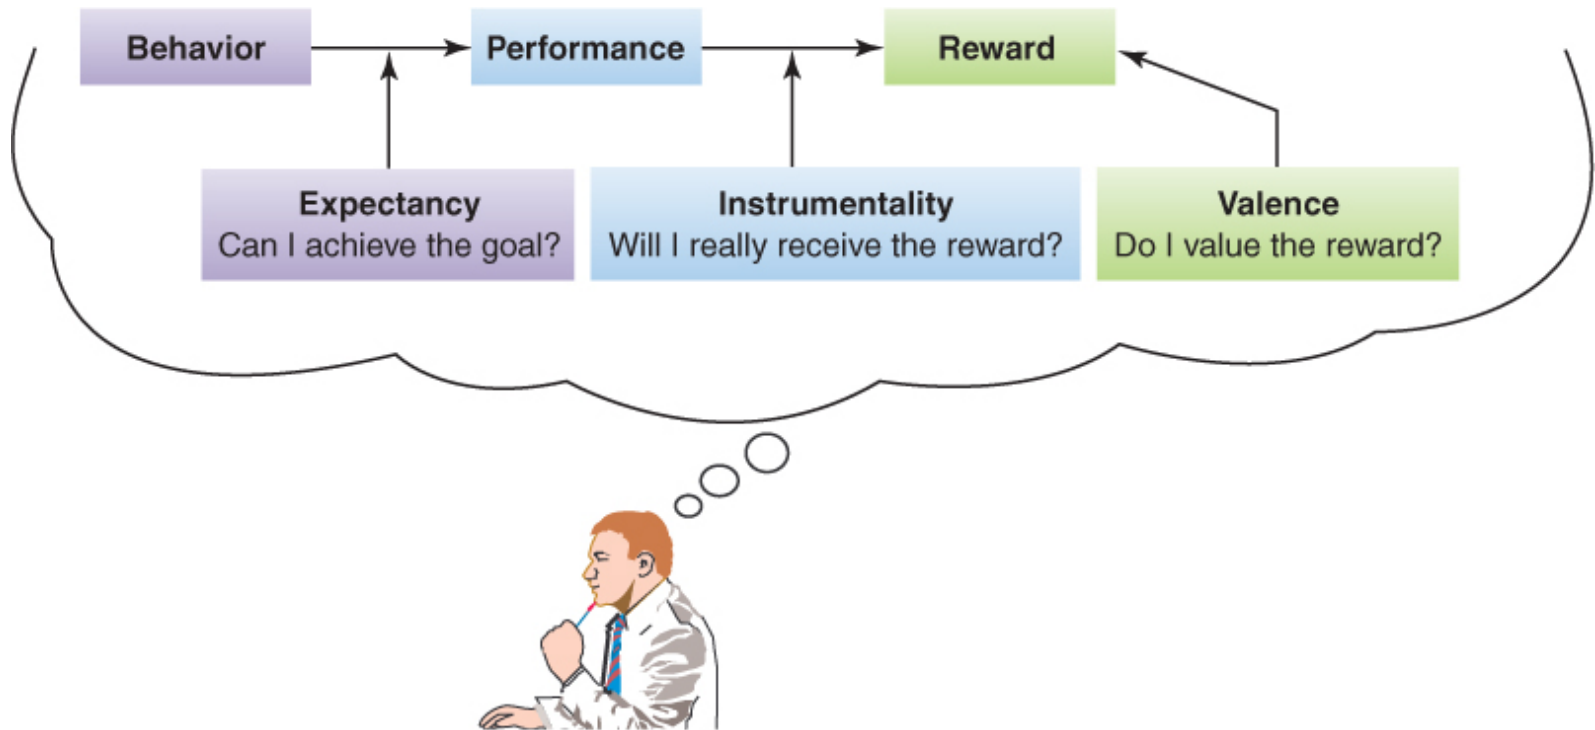 Behavior
Performance
Reward
Expectancy
Can I achieve the goal?
Instrumentality
Will I really receive the reward?
Valence
Do I value the reward?